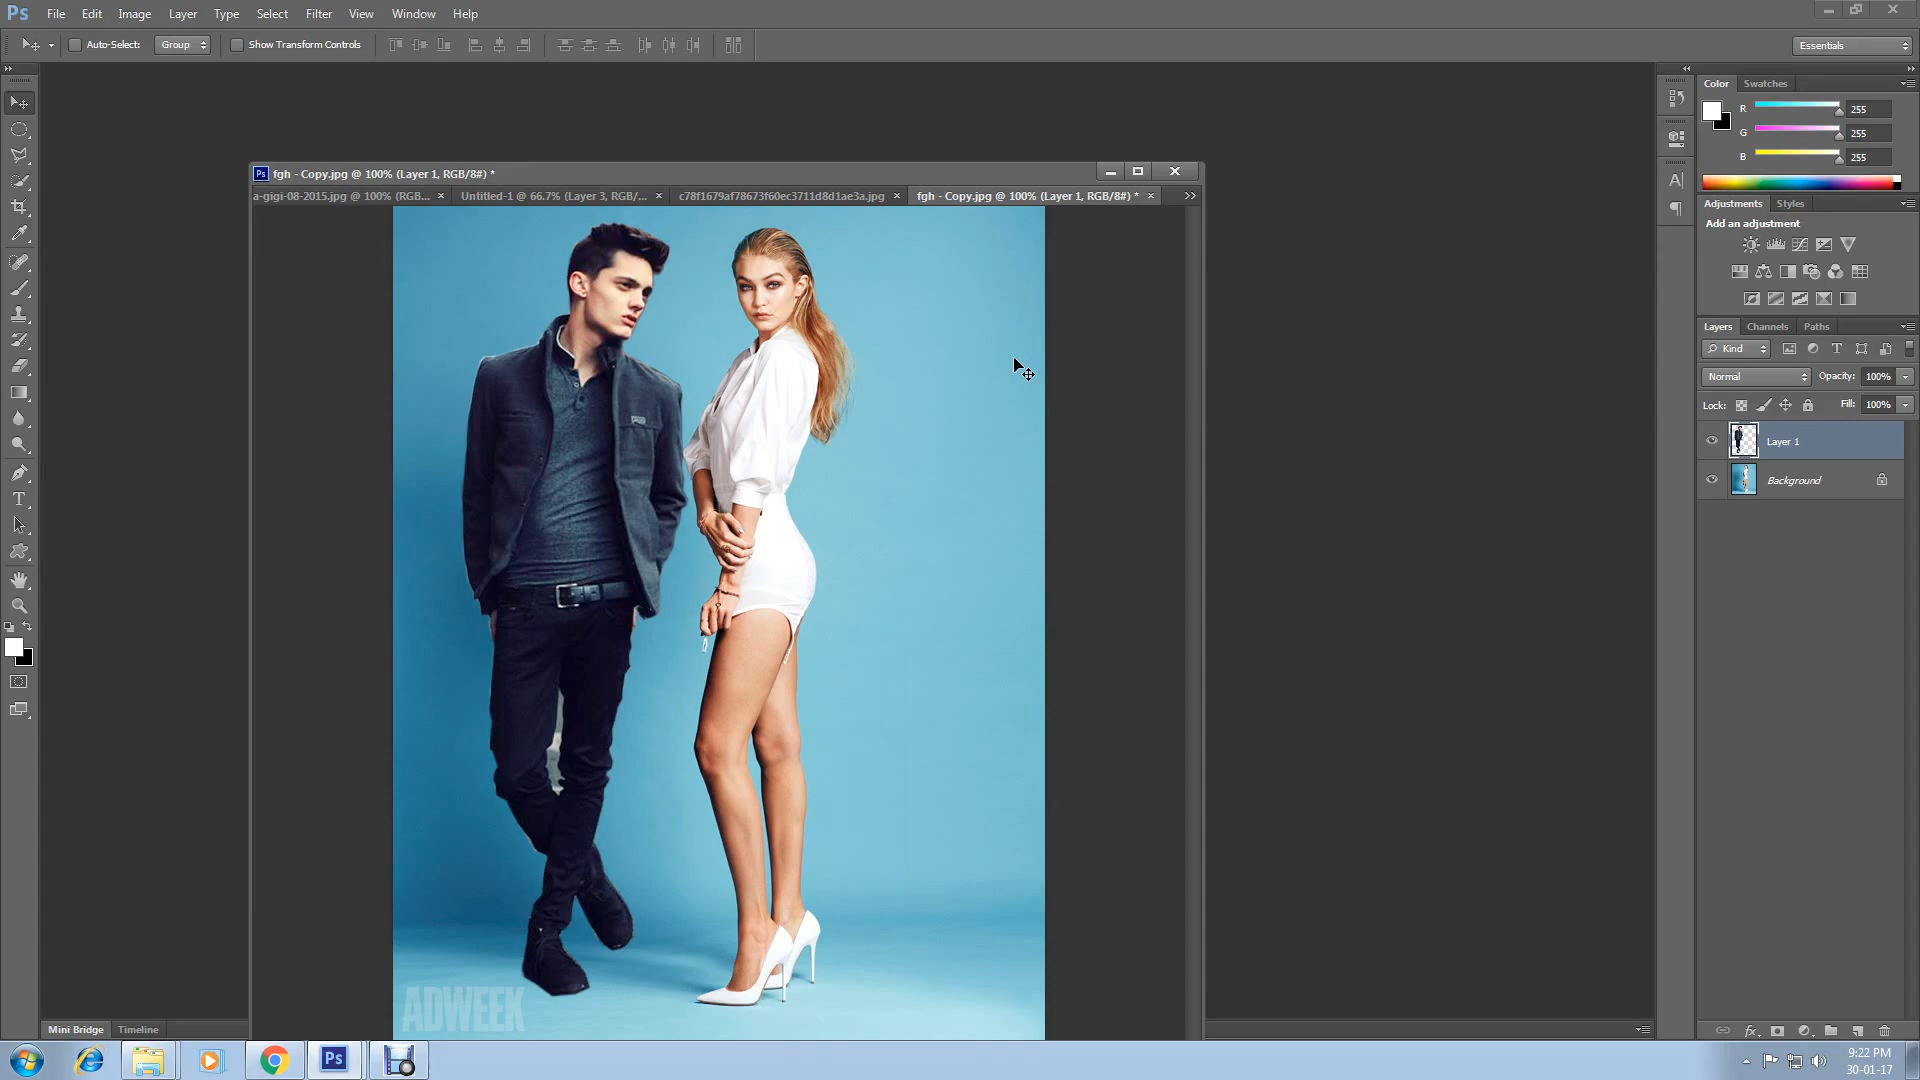 Ps File Edit Image Layer Type Select Filter View Window Help
Auto-Select: Group Show Transform Controls Essentials
Color Swatches
R 255
G 255
B 255
Ps fgh - Copy.jpg @ 100% (Layer 1, RGB/8#) *
a-gigi-08-2015.jpg @ 100% (RGB... × Untitled-1 @ 66.7% (Layer 3, RGB/... × c78f1679af78673f60ec3711d8d1ae3a.jpg × fgh - Copy.jpg @ 100% (Layer 1, RGB/8#) * ×
Adjustments Styles
Add an adjustment
Layers Channels Paths
Kind
Normal Opacity: 100%
Lock: Fill: 100%
Layer 1
Background
ADWEEK
Mini Bridge Timeline
Ps
9:22 PM
30-01-17